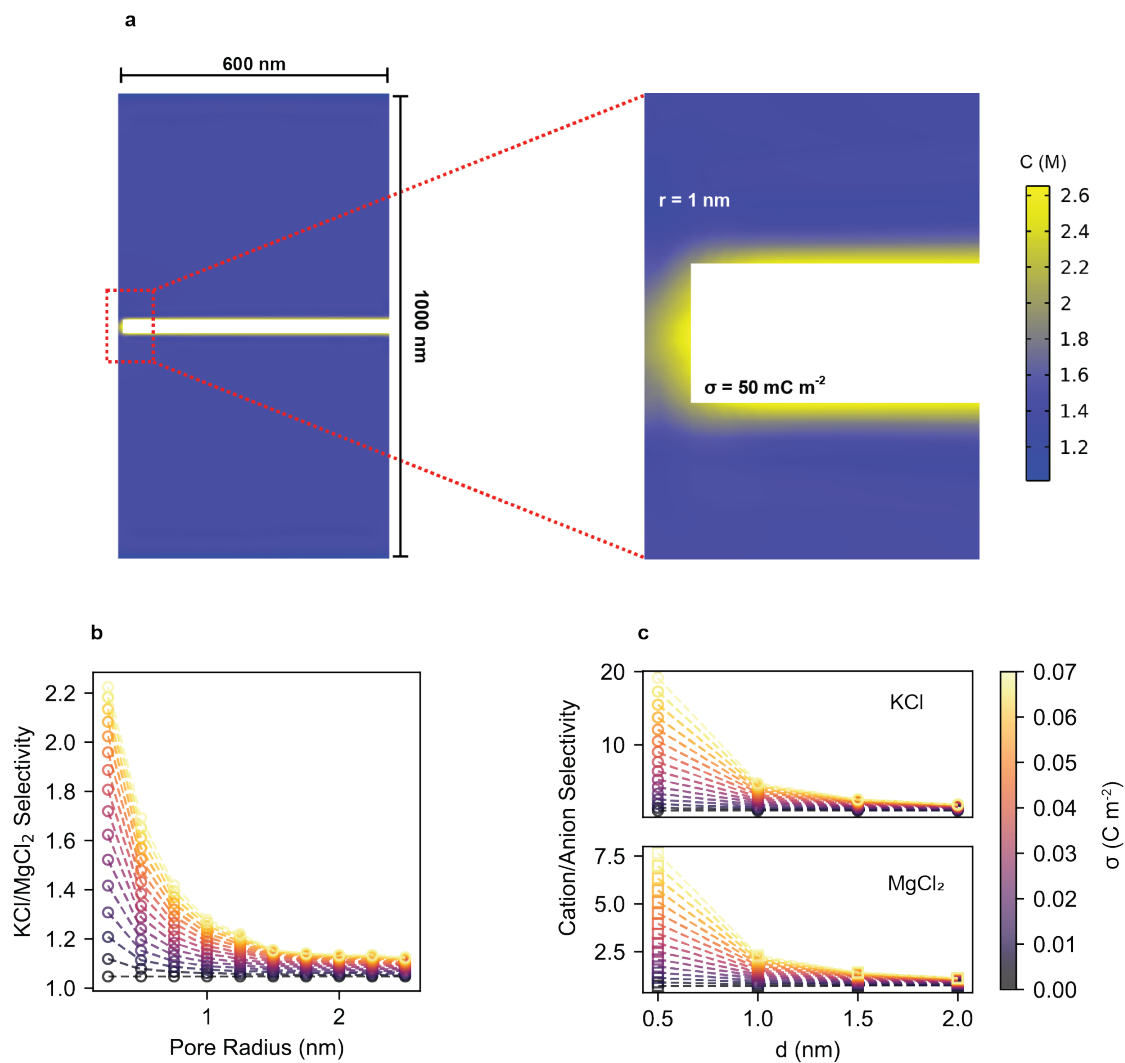 a
600 nm
1000 nm
r = 1 nm
σ = 50 mC m⁻²
C (M)
2.6
2.4
2.2
2
1.8
1.6
1.4
1.2
b
KCl/MgCl₂ Selectivity
2.2
2.0
1.8
1.6
1.4
1.2
1.0
1
2
Pore Radius (nm)
c
Cation/Anion Selectivity
20
10
KCl
7.5
5.0
2.5
MgCl₂
0.5
1.0
1.5
2.0
d (nm)
0.07
0.06
0.05
0.04
0.03
0.02
0.01
0.00
σ (C m⁻²)